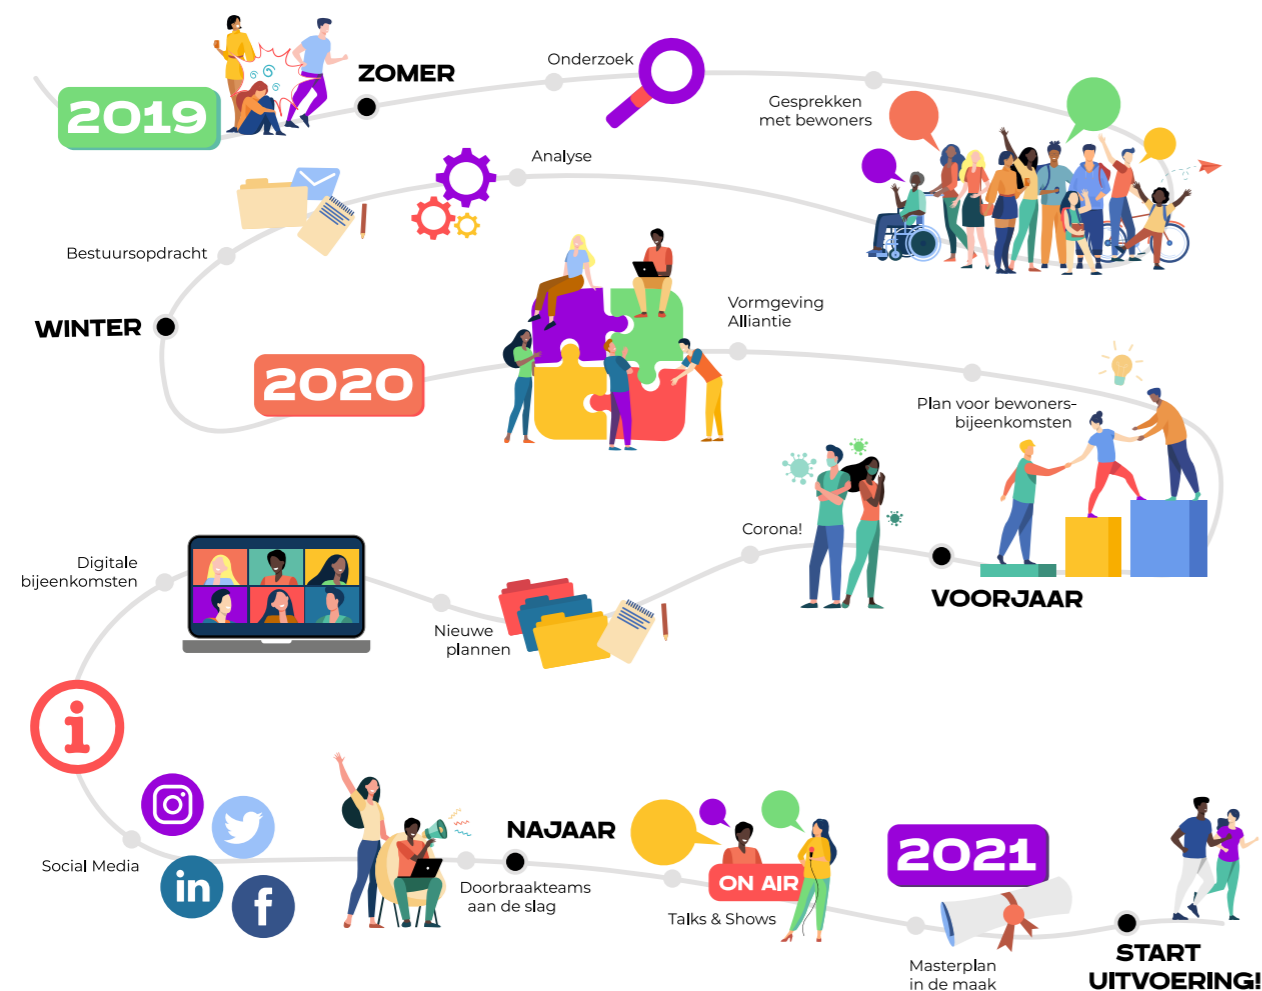 2019
ZOMER
Onderzoek
Gesprekken
met bewoners
Analyse
Bestuursopdracht
WINTER
2020
Vormgeving
Alliantie
Plan voor bewoners-
bijeenkomsten
VOORJAAR
Corona!
Nieuwe
plannen
Digitale
bijeenkomsten
i
Social Media
in
f
Doorbraakteams
aan de slag
NAJAAR
ON AIR
Talks & Shows
2021
Masterplan
in de maak
START
UITVOERING!